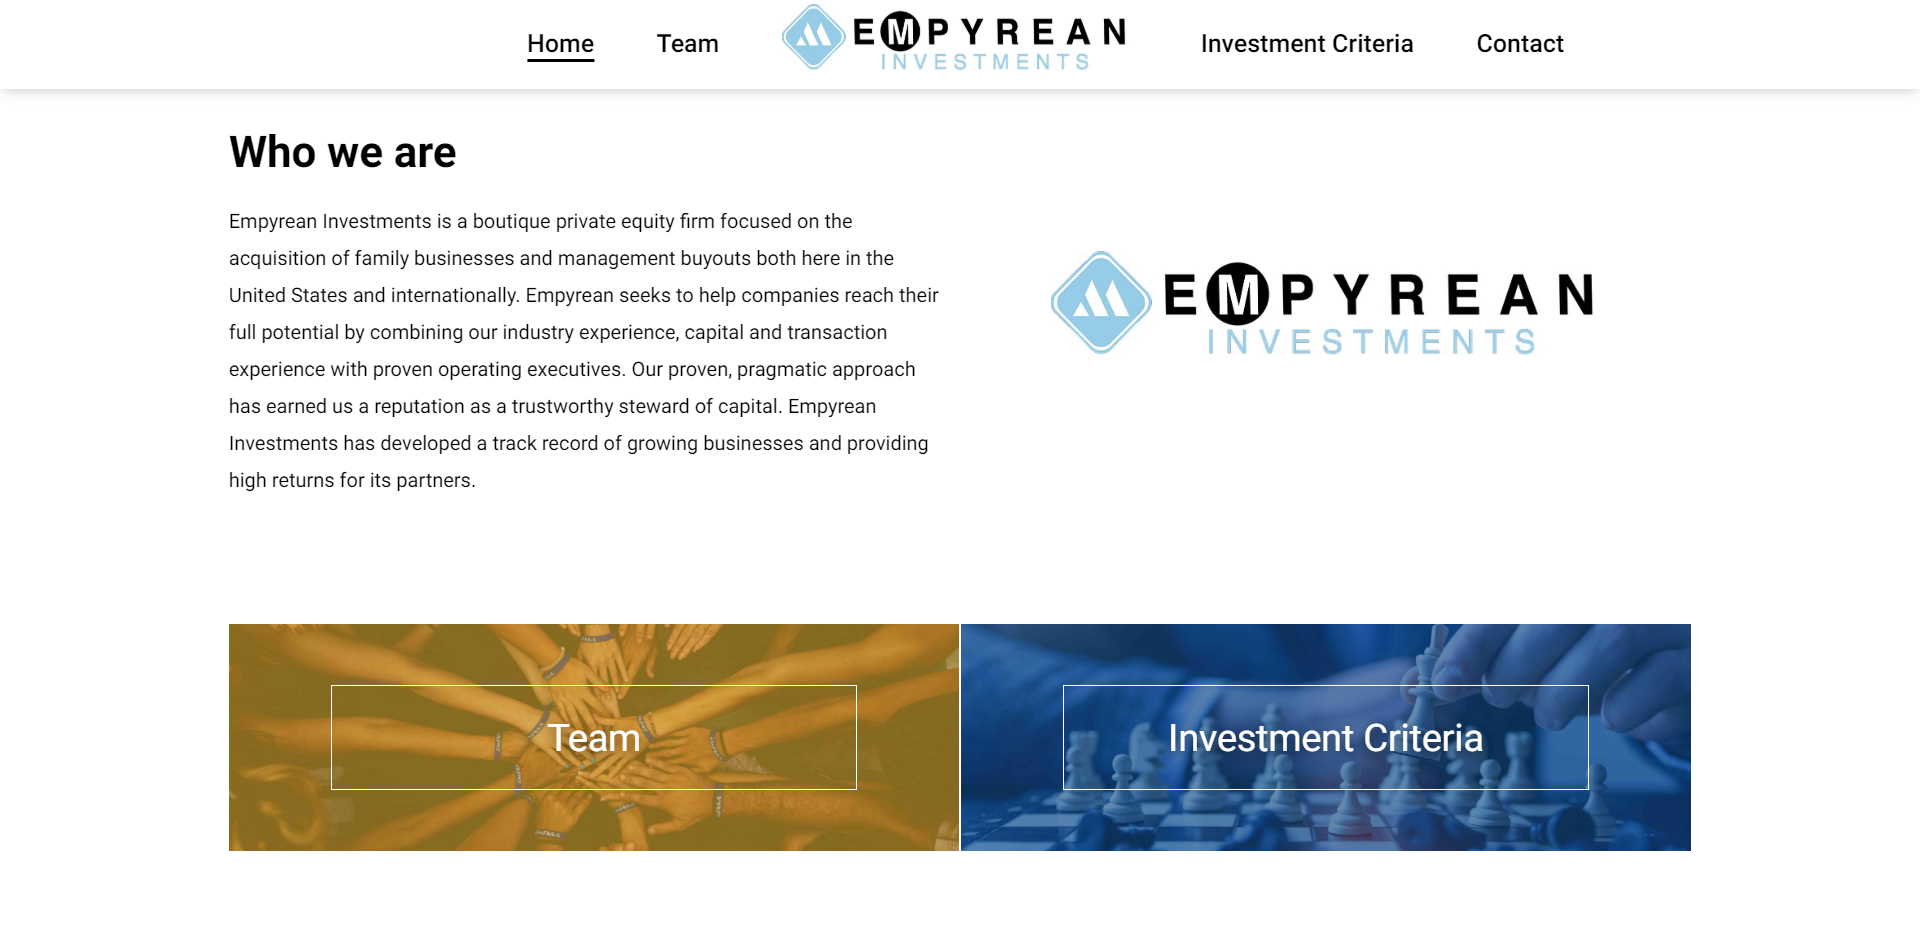 Home
Team
EMPYREAN
INVESTMENTS
Investment Criteria
Contact
Who we are
Empyrean Investments is a boutique private equity firm focused on the
acquisition of family businesses and management buyouts both here in the
United States and internationally. Empyrean seeks to help companies reach their
full potential by combining our industry experience, capital and transaction
experience with proven operating executives. Our proven, pragmatic approach
has earned us a reputation as a trustworthy steward of capital. Empyrean
Investments has developed a track record of growing businesses and providing
high returns for its partners.
EMPYREAN
INVESTMENTS
Team
Investment Criteria